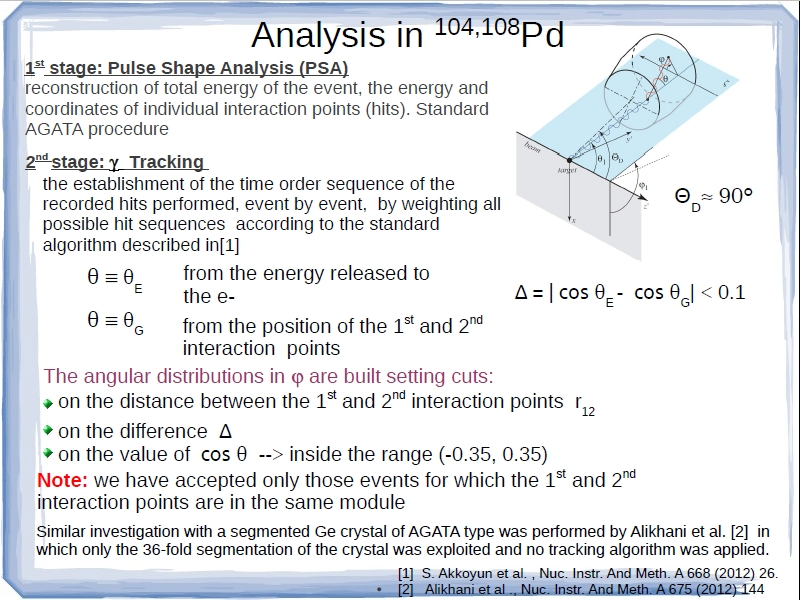 Analysis in 104,108Pd
1st stage: Pulse Shape Analysis (PSA)
reconstruction of total energy of the event, the energy and
coordinates of individual interaction points (hits). Standard
AGATA procedure
2nd stage: γ Tracking
the establishment of the time order sequence of the
recorded hits performed, event by event, by weighting all
possible hit sequences according to the standard
algorithm described in[1]
beam
target
θ1
ΘD
φ1
φ
θ
x
z'
ΘD ≈ 90°
θ ≡ θE
from the energy released to
the e-
θ ≡ θG
from the position of the 1st and 2nd
interaction points
Δ = | cos θE - cos θG| < 0.1
The angular distributions in φ are built setting cuts:
on the distance between the 1st and 2nd interaction points r12
on the difference Δ
on the value of cos θ --> inside the range (-0.35, 0.35)
Note: we have accepted only those events for which the 1st and 2nd
interaction points are in the same module
Similar investigation with a segmented Ge crystal of AGATA type was performed by Alikhani et al. [2] in
which only the 36-fold segmentation of the crystal was exploited and no tracking algorithm was applied.
[1] S. Akkoyun et al. , Nuc. Instr. And Meth. A 668 (2012) 26.
• [2] Alikhani et al ., Nuc. Instr. And Meth. A 675 (2012) 144